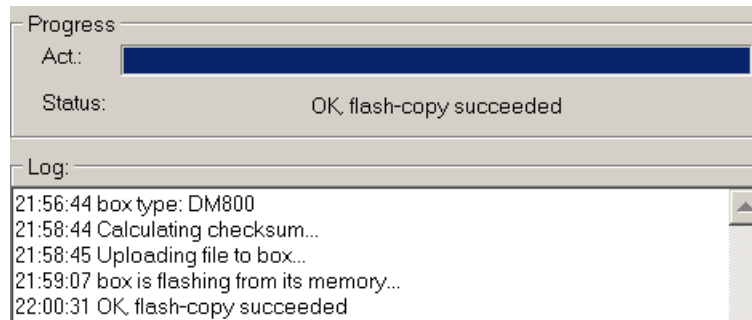 Progress
Act.:
Status: OK, flash-copy succeeded
Log:
21:56:44 box type: DM800
21:58:44 Calculating checksum...
21:58:45 Uploading file to box...
21:59:07 box is flashing from its memory...
22:00:31 OK, flash-copy succeeded